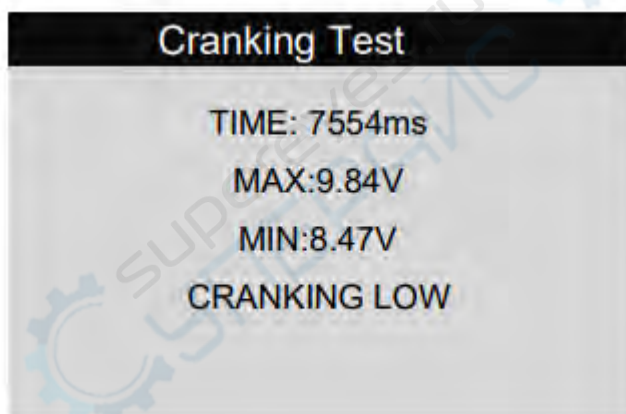 Cranking Test
TIME: 7554ms
MAX:9.84V
MIN:8.47V
CRANKING LOW